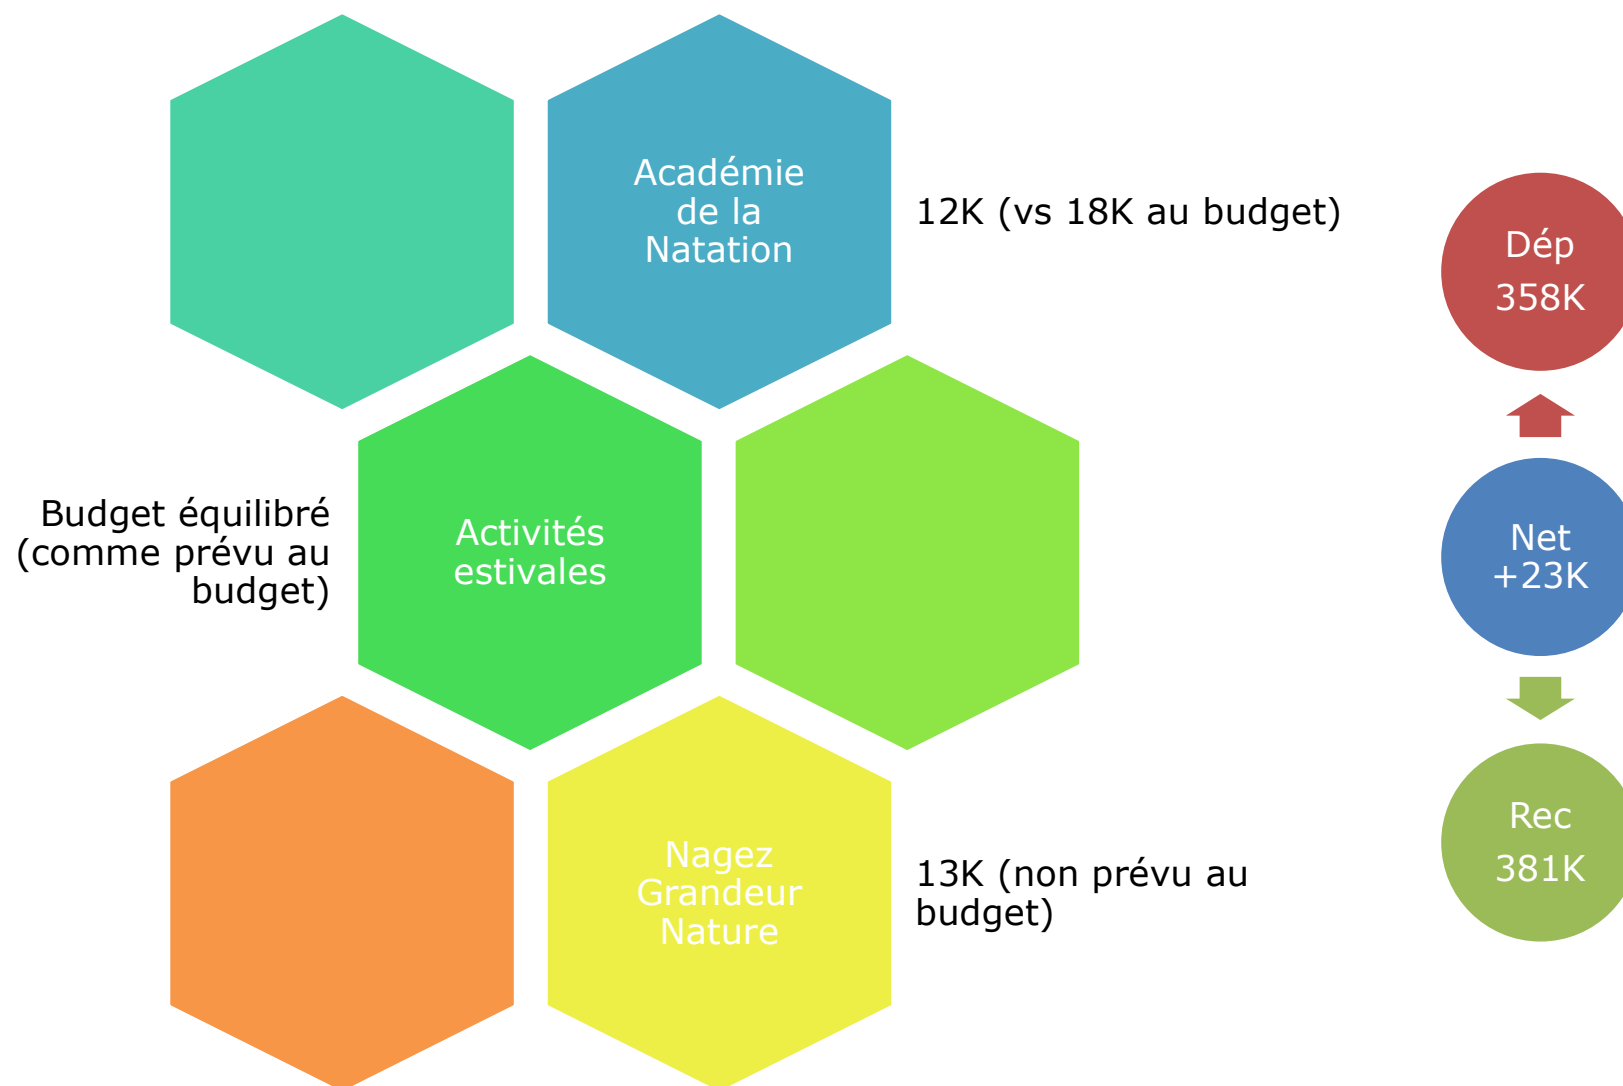 Académie
de la
Natation
12K (vs 18K au budget)
Budget équilibré
(comme prévu au
budget)
Activités
estivales
Nagez
Grandeur
Nature
13K (non prévu au
budget)
Dép
358K
Net
+23K
Rec
381K